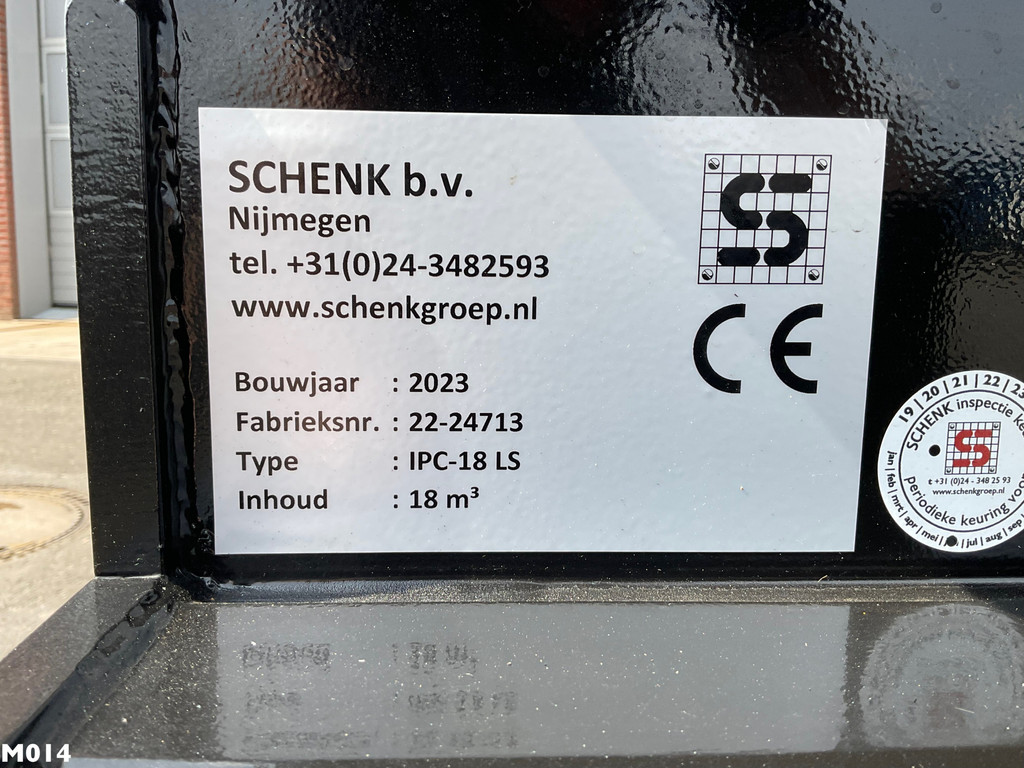 SCHENK b.v.
Nijmegen
tel. +31(0)24-3482593
www.schenkgroep.nl
Bouwjaar : 2023
Fabrieksnr. : 22-24713
Type : IPC-18 LS
Inhoud : 18 m³
CE
19 | 20 | 21 | 22 | 23
SCHENK inspectie
t: +31 (0)24 - 348 25 93
www.schenkgroep.nl
periodieke keuring
jan | feb | mrt | apr | mei | | jul | aug | sep
M014